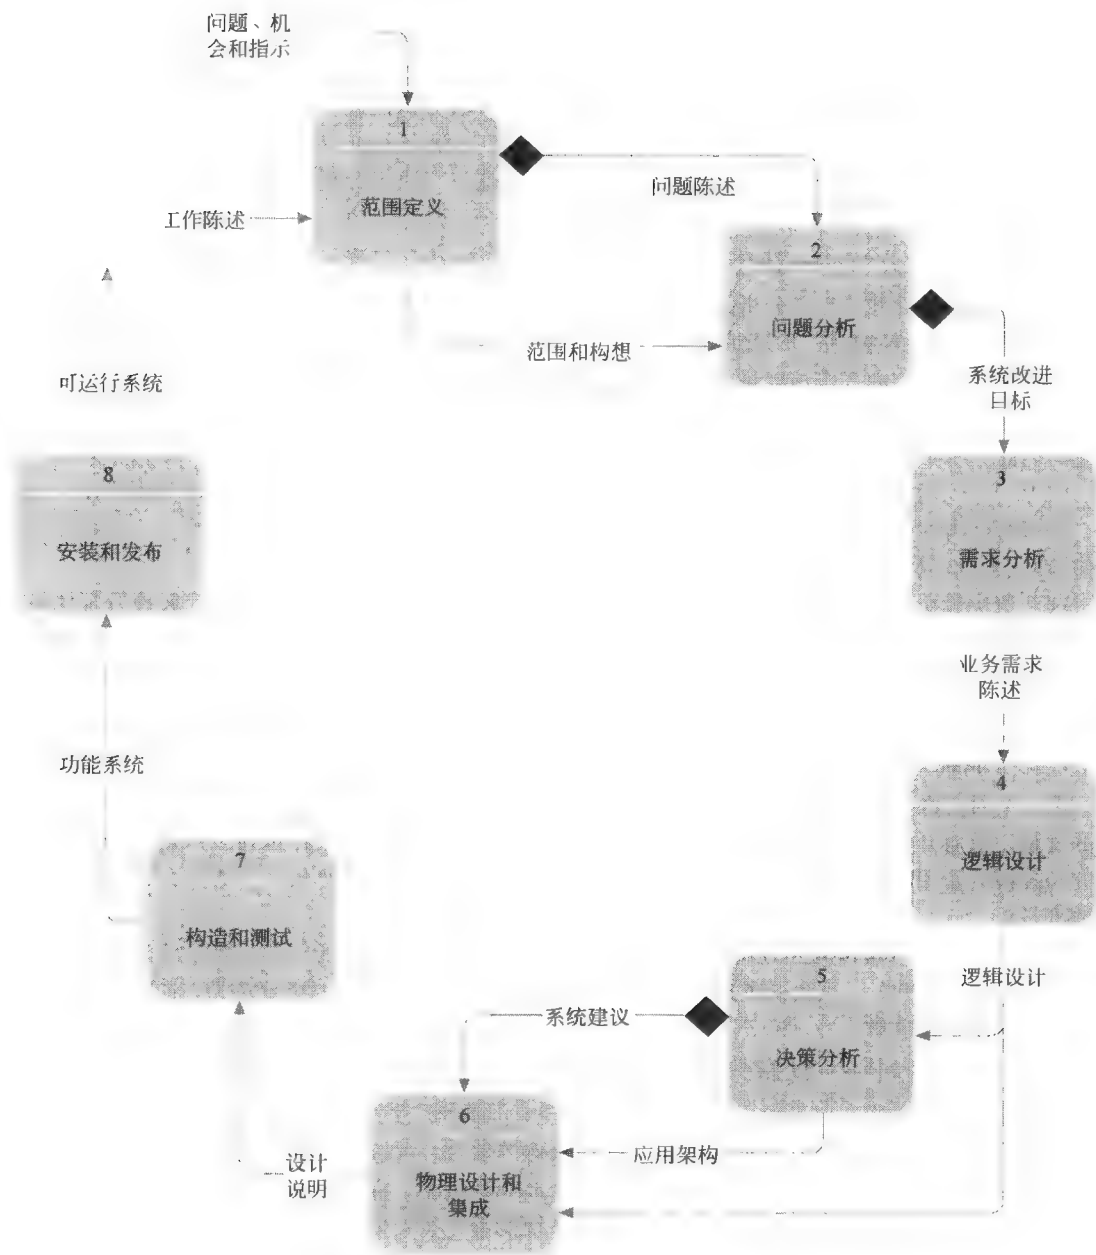 问题、机
会和指示
1
范围定义
问题陈述
工作陈述
2
问题分析
范围和构想
系统改进
目标
可运行系统
8
安装和发布
3
需求分析
业务需求
陈述
功能系统
4
逻辑设计
7
构造和测试
逻辑设计
5
决策分析
系统建议
6
物理设计和
集成
应用架构
设计
说明